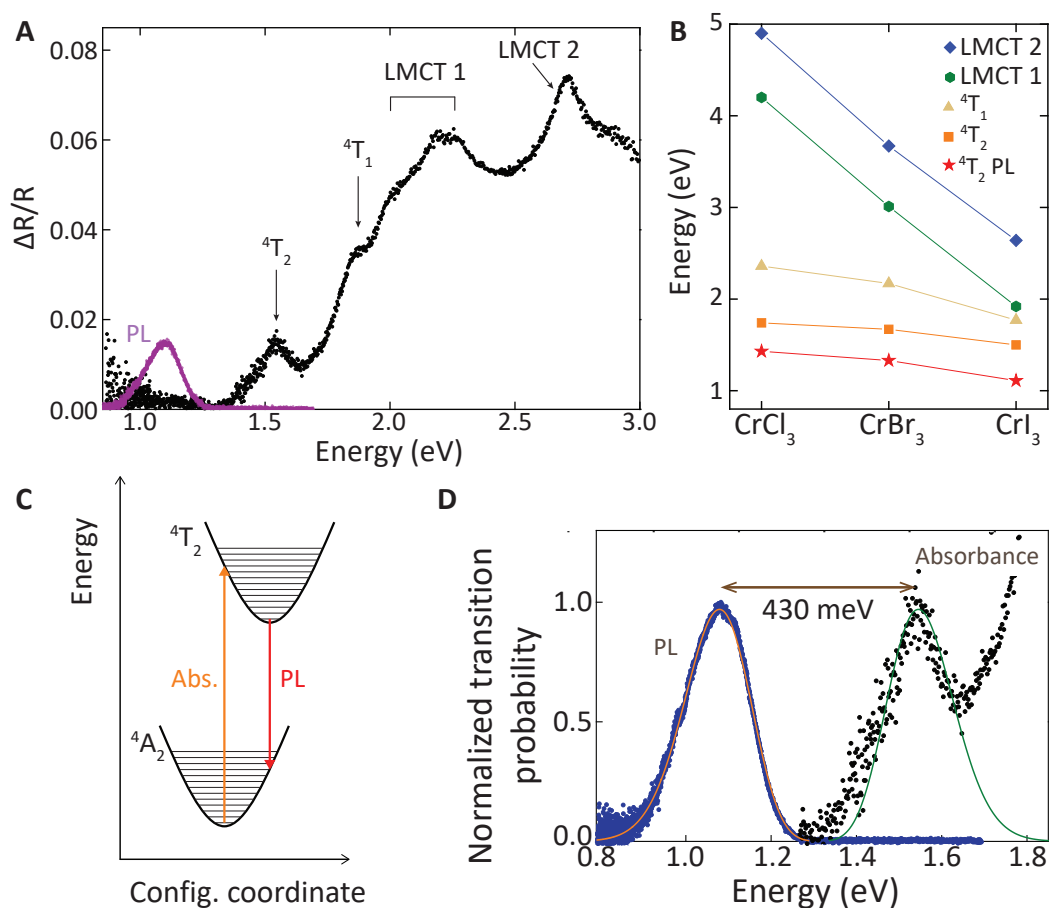 A
0.08
0.06
0.04
0.02
0.00
ΔR/R
PL
⁴T₂
⁴T₁
LMCT 1
LMCT 2
1.0 1.5 2.0 2.5 3.0
Energy (eV)
B
5
4
3
2
1
Energy (eV)
LMCT 2
LMCT 1
⁴T₁
⁴T₂
⁴T₂ PL
CrCl₃ CrBr₃ CrI₃
C
Energy
⁴T₂
Abs.
PL
⁴A₂
Config. coordinate
D
Normalized transition
probability
1.0
0.5
0.0
Absorbance
430 meV
PL
0.8 1.0 1.2 1.4 1.6 1.8
Energy (eV)